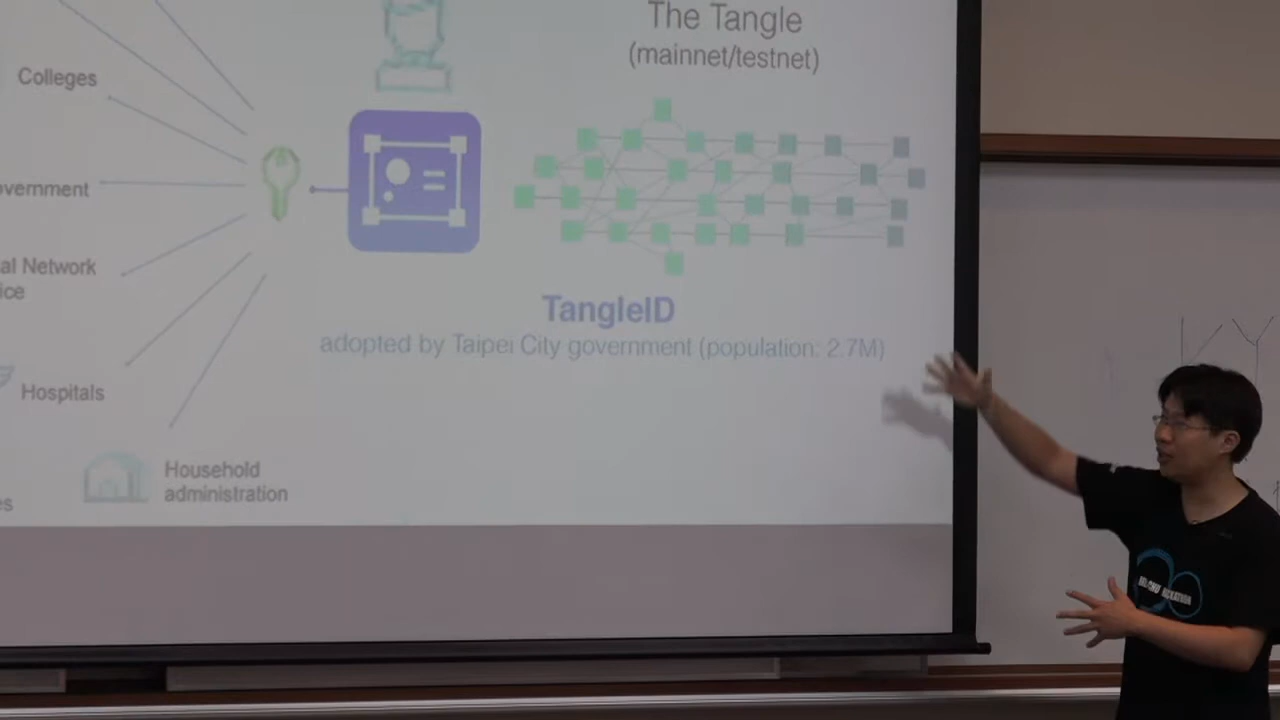 The Tangle
(mainnet/testnet)
Colleges
overnment
al Network
ice
Hospitals
Household
administration
es
TangleID
adopted by Taipei City government (population: 2.7M)